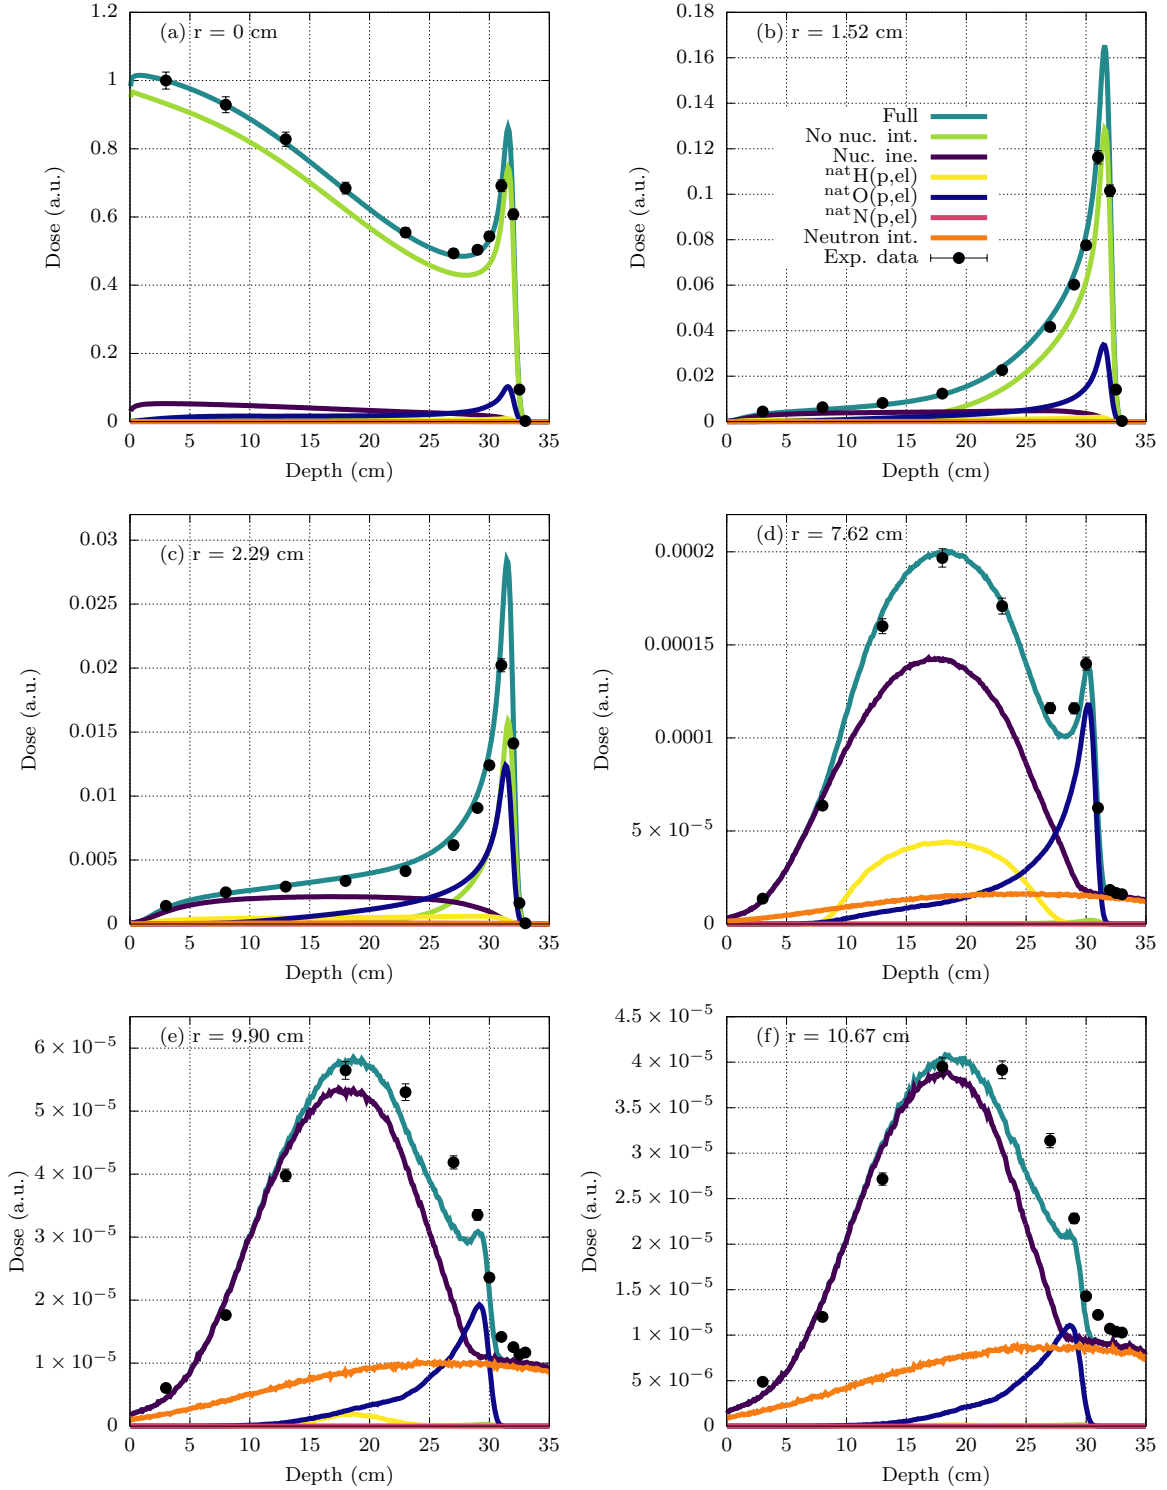 (a) r = 0 cm
1.2
1
0.8
0.6
0.4
0.2
0
Dose (a.u.)
0 5 10 15 20 25 30 35
Depth (cm)
(b) r = 1.52 cm
0.18
0.16
0.14
0.12
0.1
0.08
0.06
0.04
0.02
0
Dose (a.u.)
Full
No nuc. int.
Nuc. ine.
natH(p,el)
natO(p,el)
natN(p,el)
Neutron int.
Exp. data
0 5 10 15 20 25 30 35
Depth (cm)
(c) r = 2.29 cm
0.03
0.025
0.02
0.015
0.01
0.005
0
Dose (a.u.)
0 5 10 15 20 25 30 35
Depth (cm)
(d) r = 7.62 cm
0.0002
0.00015
0.0001
5 × 10⁻⁵
0
Dose (a.u.)
0 5 10 15 20 25 30 35
Depth (cm)
(e) r = 9.90 cm
6 × 10⁻⁵
5 × 10⁻⁵
4 × 10⁻⁵
3 × 10⁻⁵
2 × 10⁻⁵
1 × 10⁻⁵
0
Dose (a.u.)
0 5 10 15 20 25 30 35
Depth (cm)
(f) r = 10.67 cm
4.5 × 10⁻⁵
4 × 10⁻⁵
3.5 × 10⁻⁵
3 × 10⁻⁵
2.5 × 10⁻⁵
2 × 10⁻⁵
1.5 × 10⁻⁵
1 × 10⁻⁵
5 × 10⁻⁶
0
Dose (a.u.)
0 5 10 15 20 25 30 35
Depth (cm)